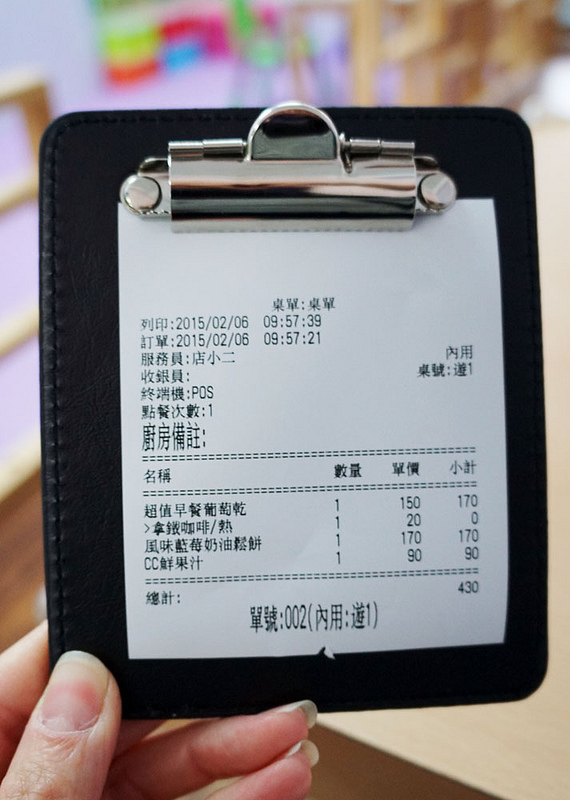 桌單:桌單
列印:2015/02/06 09:57:39
訂單:2015/02/06 09:57:21
服務員:店小二 內用
收銀員: 桌號:遊1
終端機:POS
點餐次數:1
廚房備註:
名稱 數量 單價 小計
超值早餐葡萄乾 1 150 170
>拿鐵咖啡/熱 1 20 0
風味藍莓奶油鬆餅 1 170 170
CC鮮果汁 1 90 90
總計: 430
單號:002(內用:遊1)